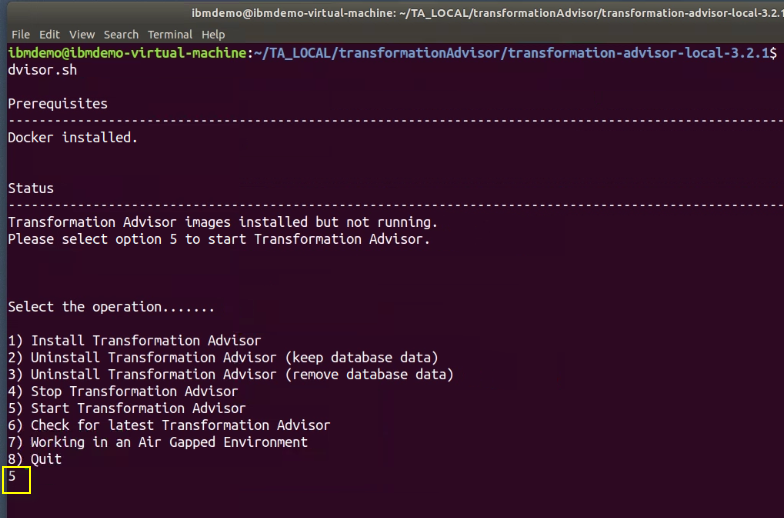 ibmdemo@ibmdemo-virtual-machine: ~/TA_LOCAL/transformationAdvisor/transformation-advisor-local-3.2.1
File Edit View Search Terminal Help
ibmdemo@ibmdemo-virtual-machine:~/TA_LOCAL/transformationAdvisor/transformation-advisor-local-3.2.1$
dvisor.sh
Prerequisites
--------------------------------------------------------------------------------------------------
Docker installed.
Status
--------------------------------------------------------------------------------------------------
Transformation Advisor images installed but not running.
Please select option 5 to start Transformation Advisor.
Select the operation.......
1) Install Transformation Advisor
2) Uninstall Transformation Advisor (keep database data)
3) Uninstall Transformation Advisor (remove database data)
4) Stop Transformation Advisor
5) Start Transformation Advisor
6) Check for latest Transformation Advisor
7) Working in an Air Gapped Environment
8) Quit
5